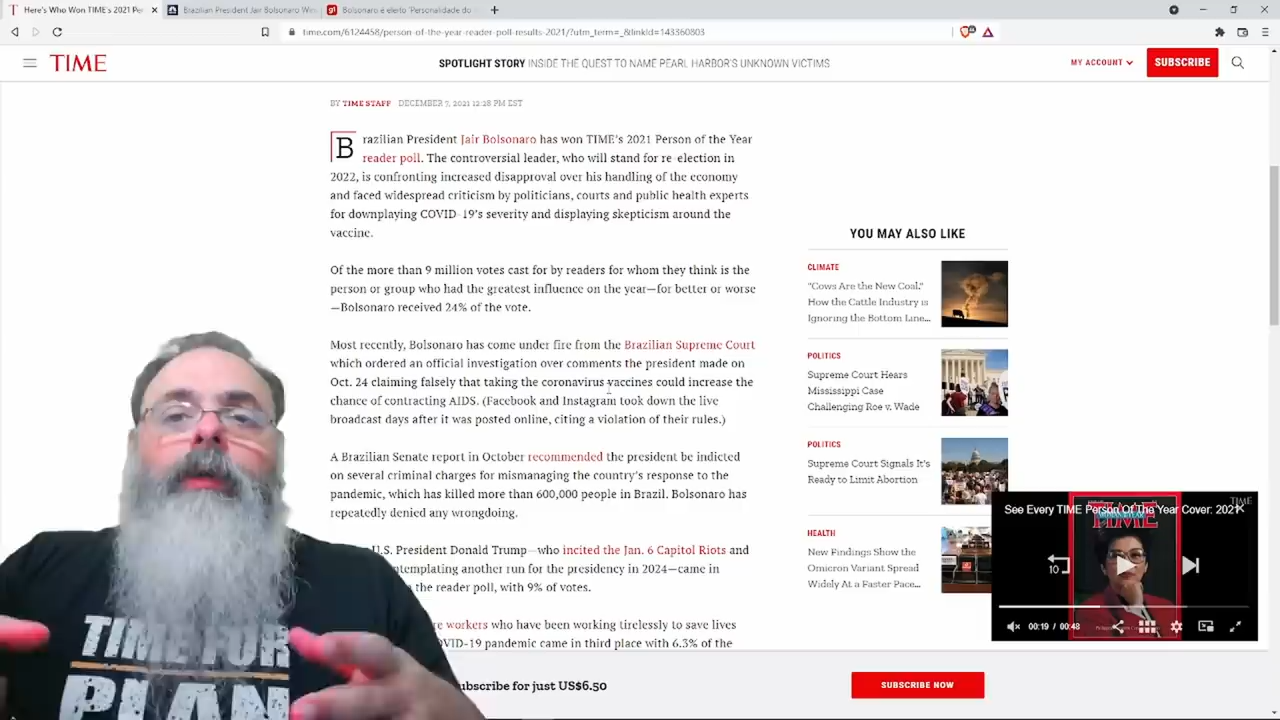 Here's Who Won TIME's 2021 Per
Brazilian President Jair Bolsonaro Wins
Bolsonaro é eleito 'Personalidade do
time.com/6124458/person-of-the-year-reader-poll-results-2021/?utm_term=_&linkId=143360803
TIME
SPOTLIGHT STORY INSIDE THE QUEST TO NAME PEARL HARBOR'S UNKNOWN VICTIMS
MY ACCOUNT
SUBSCRIBE
BY TIME STAFF DECEMBER 7, 2021 12:28 PM EST
Brazilian President Jair Bolsonaro has won TIME's 2021 Person of the Year
reader poll. The controversial leader, who will stand for re-election in
2022, is confronting increased disapproval over his handling of the economy
and faced widespread criticism by politicians, courts and public health experts
for downplaying COVID-19's severity and displaying skepticism around the
vaccine.
Of the more than 9 million votes cast for by readers for whom they think is the
person or group who had the greatest influence on the year—for better or worse
—Bolsonaro received 24% of the vote.
Most recently, Bolsonaro has come under fire from the Brazilian Supreme Court
which ordered an official investigation over comments the president made on
Oct. 24 claiming falsely that taking the coronavirus vaccines could increase the
chance of contracting AIDS. (Facebook and Instagram took down the live
broadcast days after it was posted online, citing a violation of their rules.)
A Brazilian Senate report in October recommended the president be indicted
on several criminal charges for mismanaging the country's response to the
pandemic, which has killed more than 600,000 people in Brazil. Bolsonaro has
repeatedly denied any wrongdoing.
U.S. President Donald Trump—who incited the Jan. 6 Capitol Riots and
contemplating another run for the presidency in 2024—came in
the reader poll, with 9% of votes.
workers who have been working tirelessly to save lives
COVID-19 pandemic came in third place with 6.3% of the
YOU MAY ALSO LIKE
CLIMATE
"Cows Are the New Coal."
How the Cattle Industry is
Ignoring the Bottom Line...
POLITICS
Supreme Court Hears
Mississippi Case
Challenging Roe v. Wade
POLITICS
Supreme Court Signals It's
Ready to Limit Abortion
HEALTH
New Findings Show the
Omicron Variant Spread
Widely At a Faster Pace...
TIME
See Every TIME Person Of The Year Cover: 2021-
TIME
10
00:19 / 00:48
subscribe for just US$6.50
SUBSCRIBE NOW
PLAN